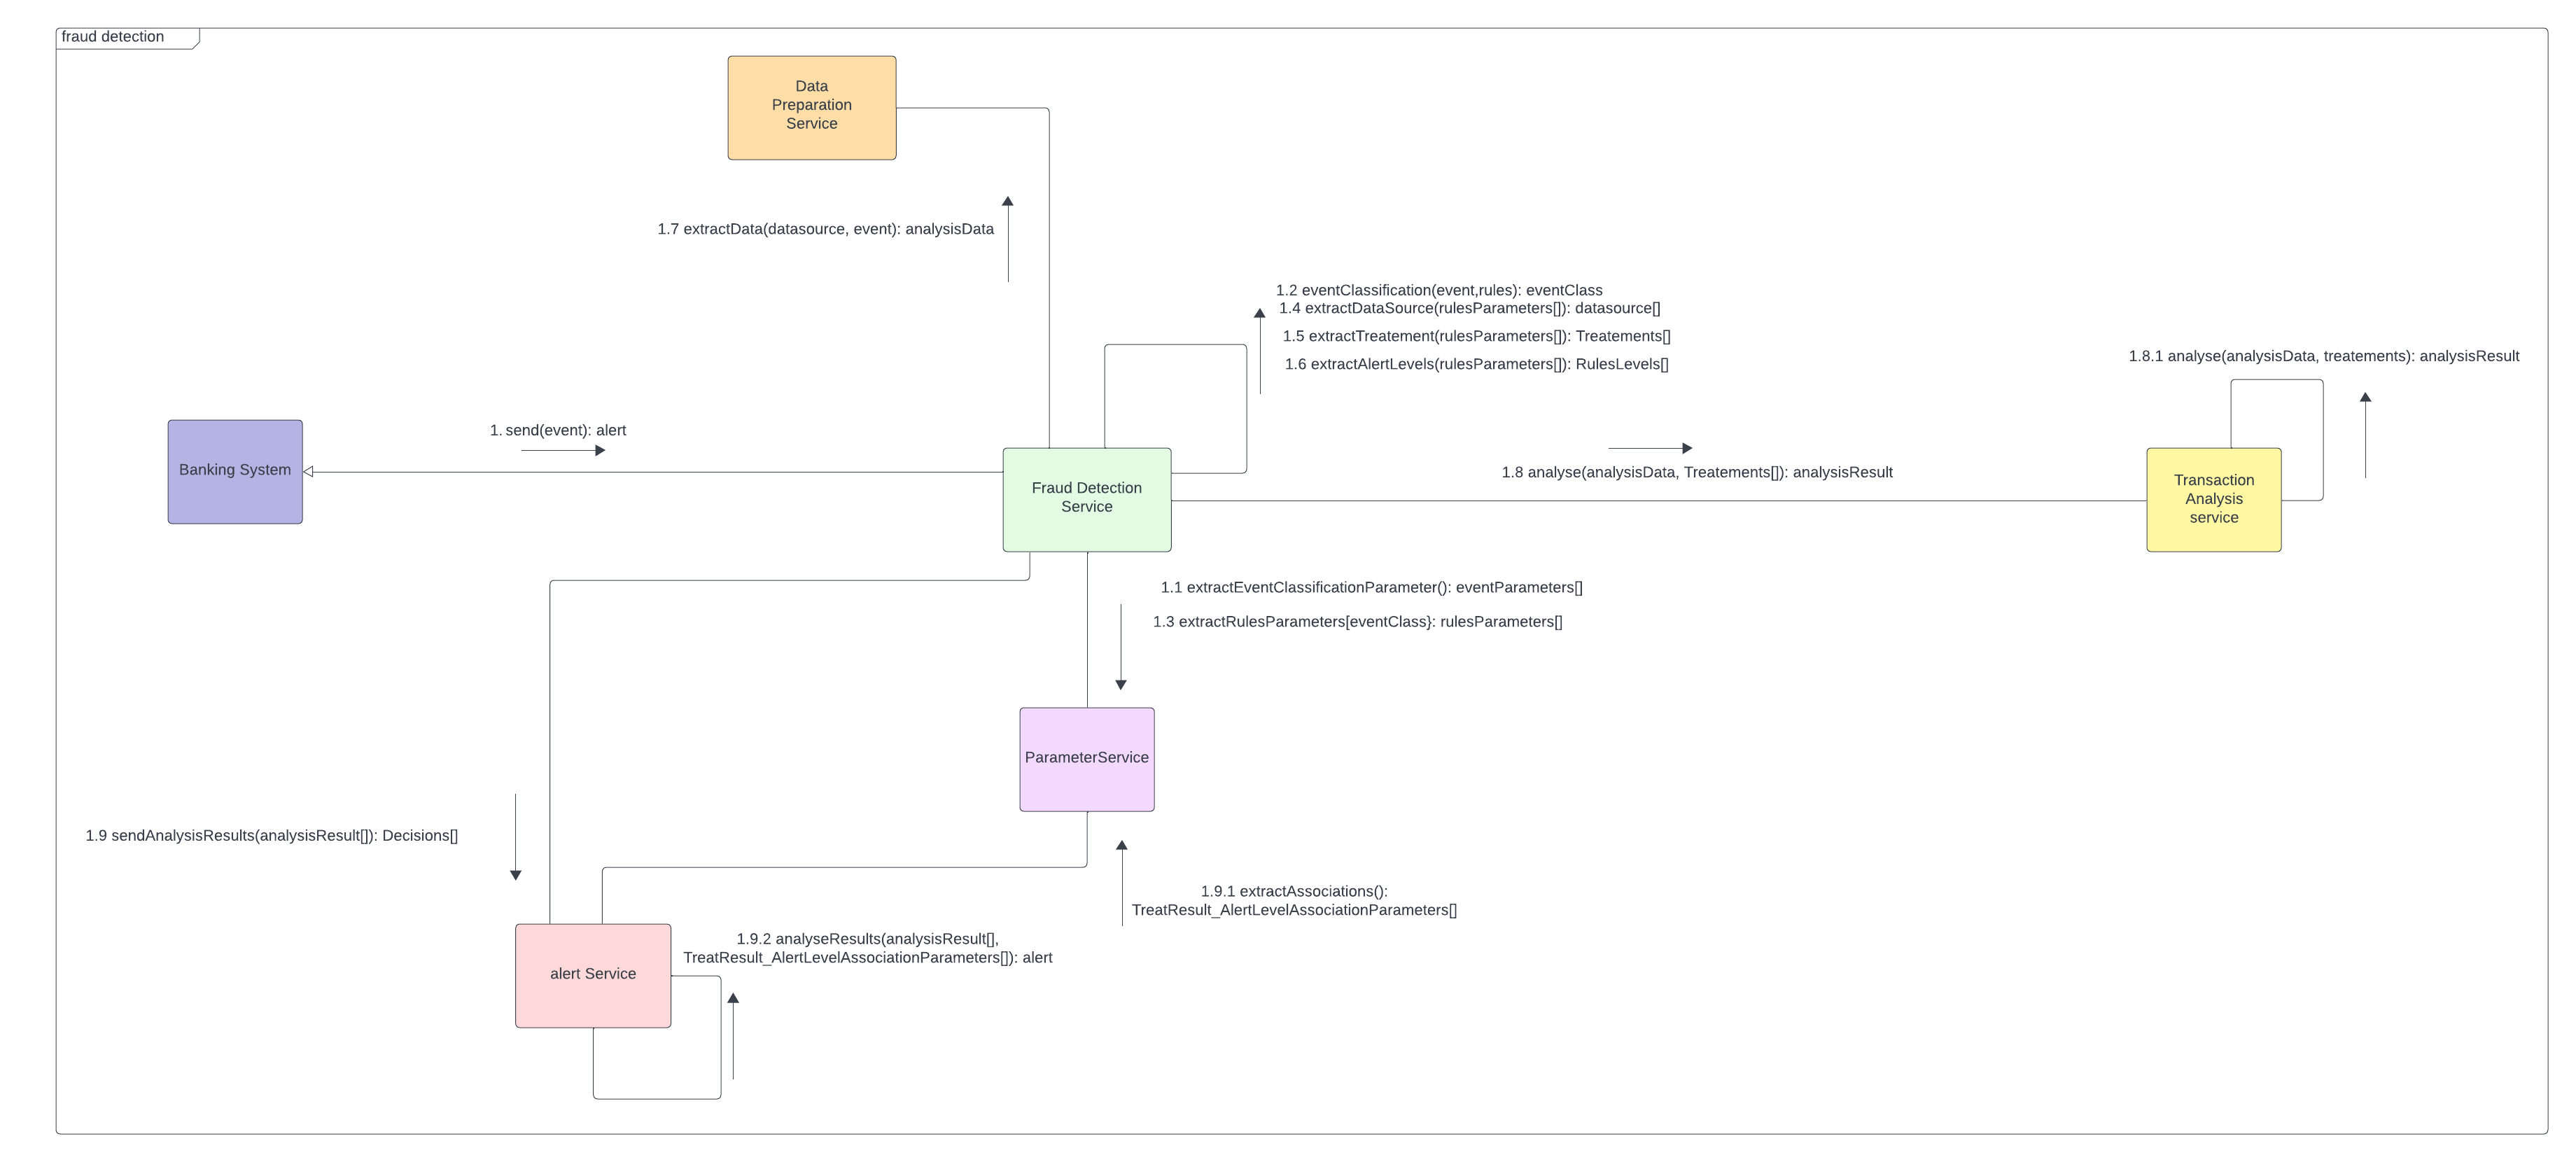 fraud detection
Data
Preparation
Service
1.7 extractData(datasource, event): analysisData
1.2 eventClassification(event,rules): eventClass
1.4 extractDataSource(rulesParameters[]): datasource[]
1.5 extractTreatement(rulesParameters[]): Treatements[]
1.6 extractAlertLevels(rulesParameters[]): RulesLevels[]
1.8.1 analyse(analysisData, treatements): analysisResult
1. send(event): alert
Banking System
Fraud Detection
Service
1.8 analyse(analysisData, Treatements[]): analysisResult
Transaction
Analysis
service
1.1 extractEventClassificationParameter(): eventParameters[]
1.3 extractRulesParameters[eventClass}: rulesParameters[]
ParameterService
1.9 sendAnalysisResults(analysisResult[]): Decisions[]
1.9.1 extractAssociations():
TreatResult_AlertLevelAssociationParameters[]
1.9.2 analyseResults(analysisResult[],
TreatResult_AlertLevelAssociationParameters[]): alert
alert Service